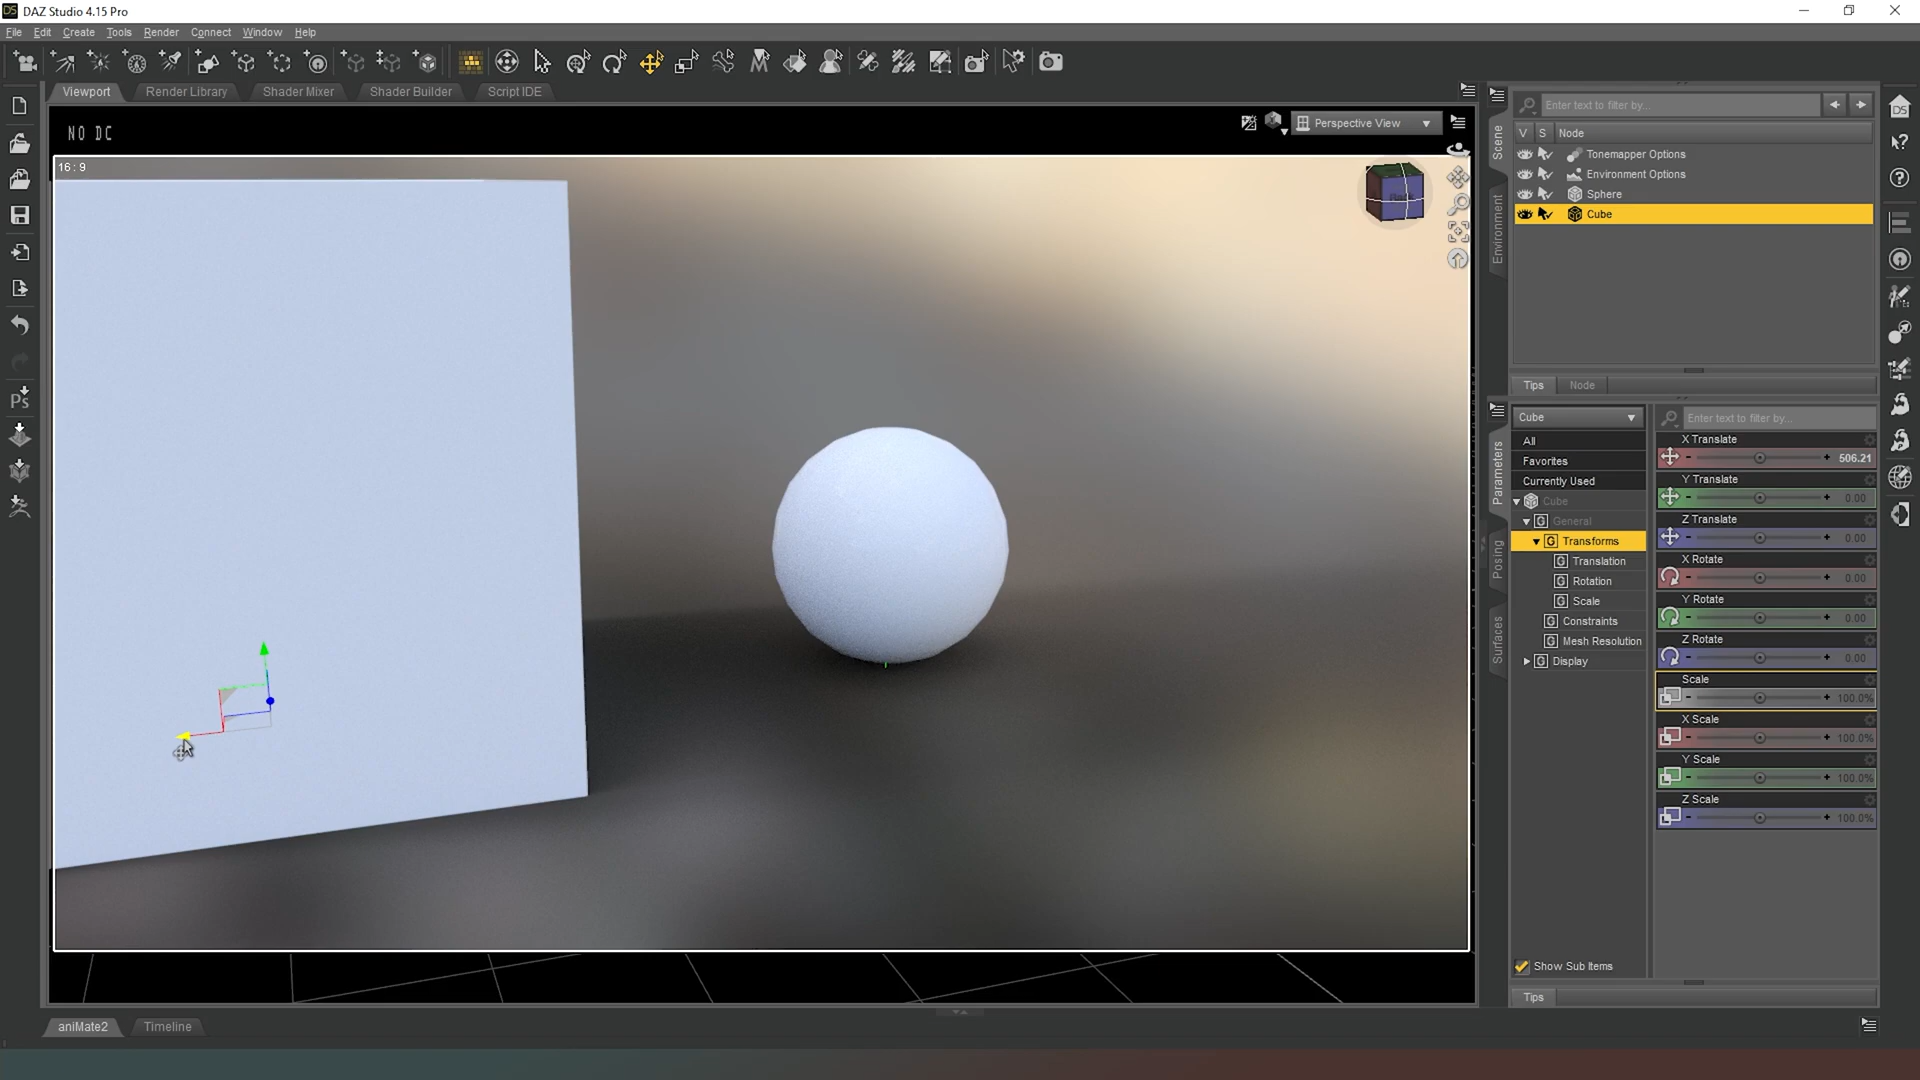 DS DAZ Studio 4.15 Pro
File Edit Create Tools Render Connect Window Help
Viewport Render Library Shader Mixer Shader Builder Script IDE
NO DC
Perspective View
16 : 9
Enter text to filter by...
V S Node
Tonemapper Options
Environment Options
Sphere
Cube
Scene
Environment
Tips Node
Cube
Enter text to filter by...
All
Favorites
Currently Used
Cube
G General
G Transforms
G Translation
G Rotation
G Scale
G Constraints
G Mesh Resolution
G Display
X Translate
506.21
Y Translate
0.00
Z Translate
0.00
X Rotate
0.00
Y Rotate
0.00
Z Rotate
0.00
Scale
100.0%
X Scale
100.0%
Y Scale
100.0%
Z Scale
100.0%
Parameters
Posing
Surfaces
Show Sub Items
Tips
Ps
DS
aniMate2 Timeline